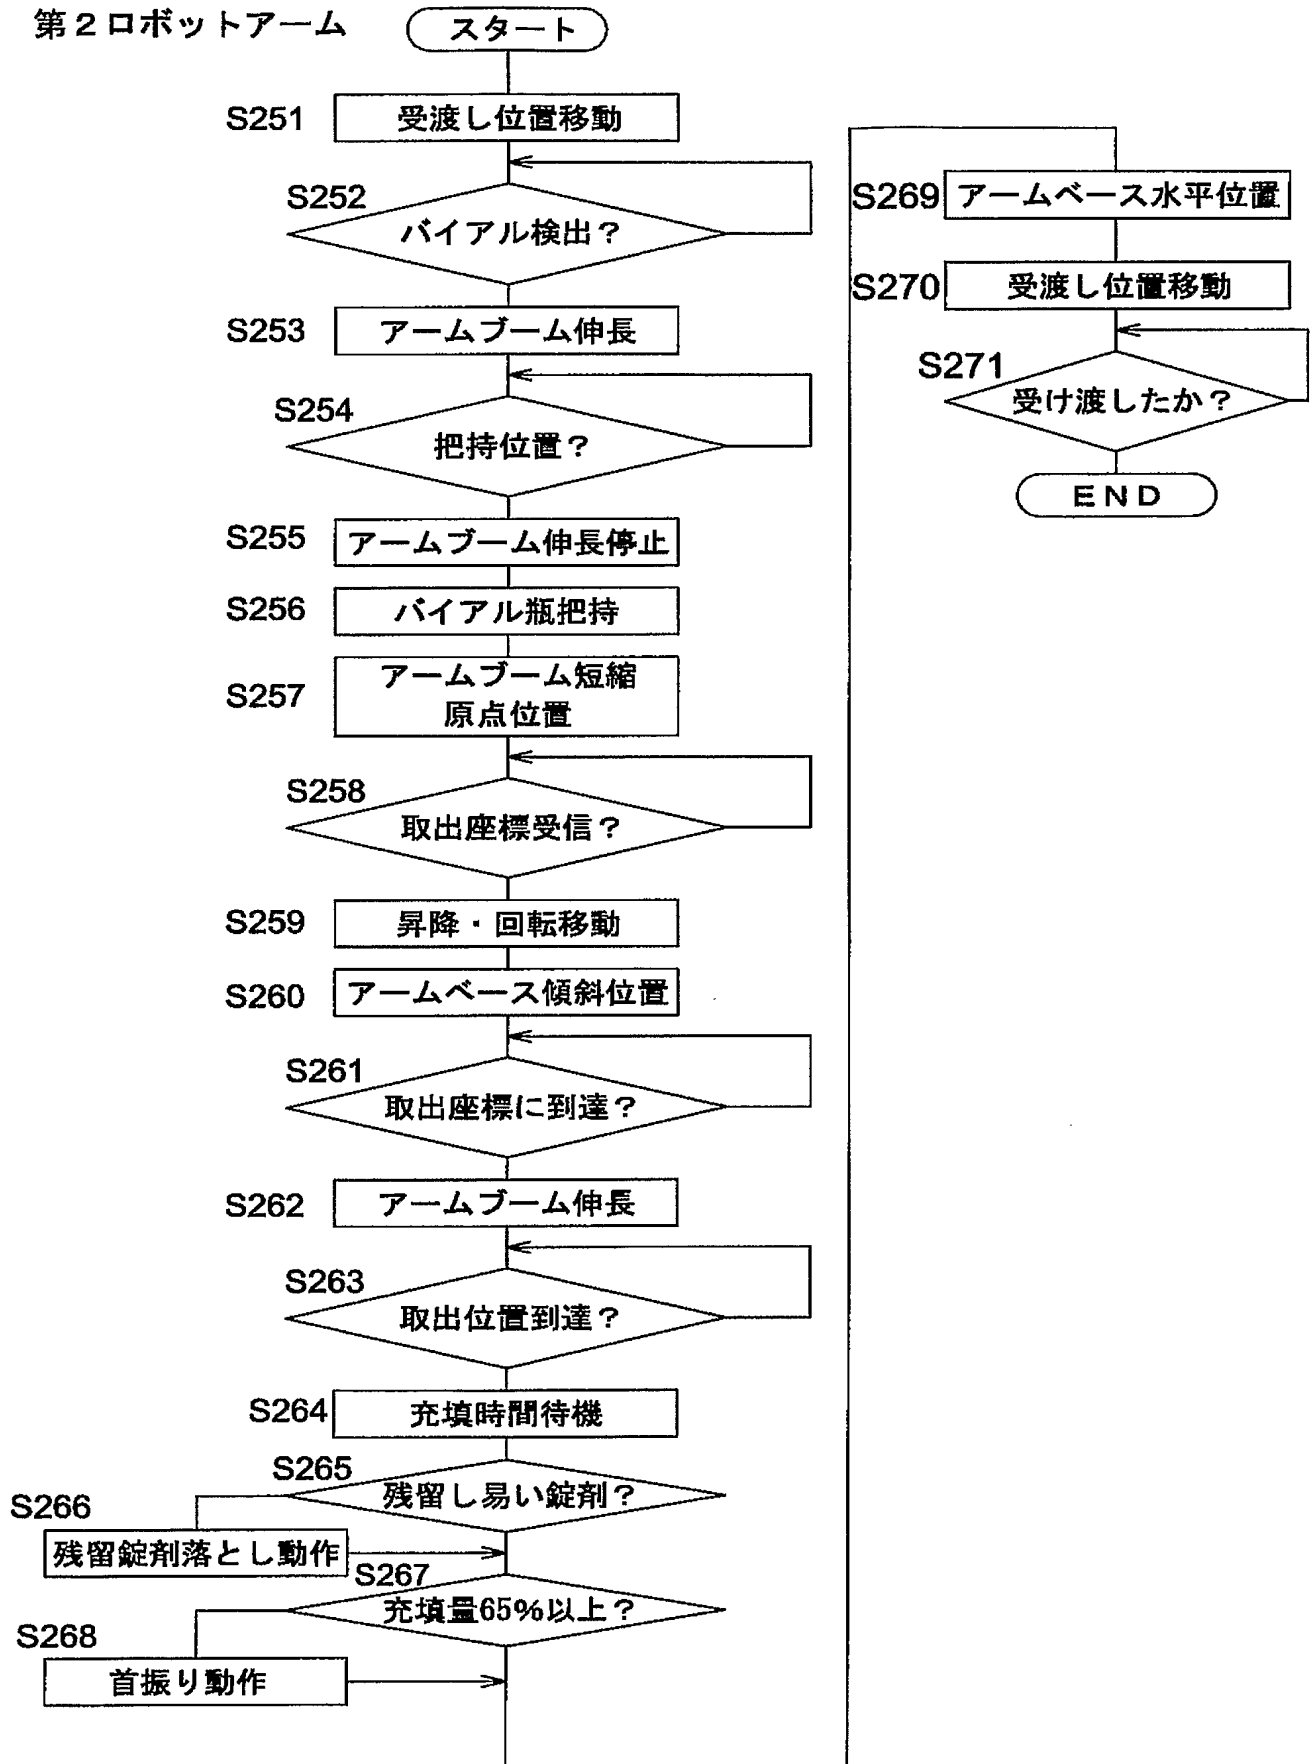 第2ロボットアーム
スタート
S251
受渡し位置移動
S252
バイアル検出?
S253
アームブーム伸長
S254
把持位置?
S255
アームブーム伸長停止
S256
バイアル瓶把持
S257
アームブーム短縮
原点位置
S258
取出座標受信?
S259
昇降・回転移動
S260
アームベース傾斜位置
S261
取出座標に到達?
S262
アームブーム伸長
S263
取出位置到達?
S264
充填時間待機
S265
残留し易い錠剤?
S266
残留錠剤落とし動作
S267
充填量65%以上?
S268
首振り動作
S269
アームベース水平位置
S270
受渡し位置移動
S271
受け渡したか?
END